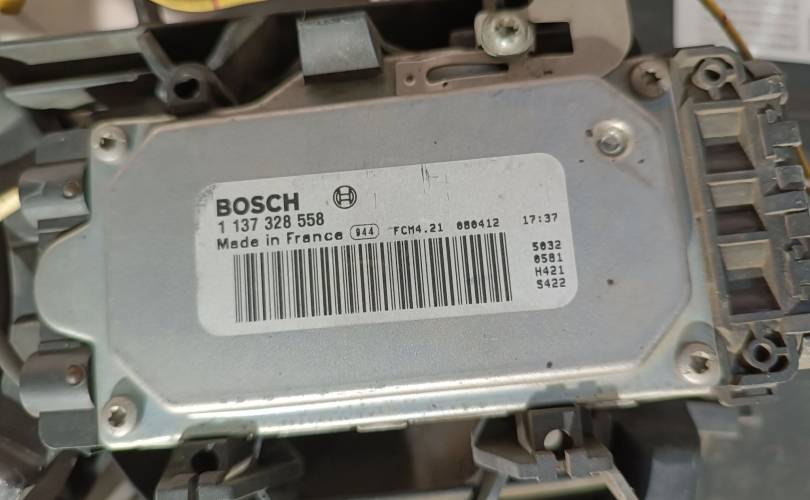 BOSCH
1 137 328 558
Made in France 944 FCM4.21 080412 17:37
5032
0581
H421
S422